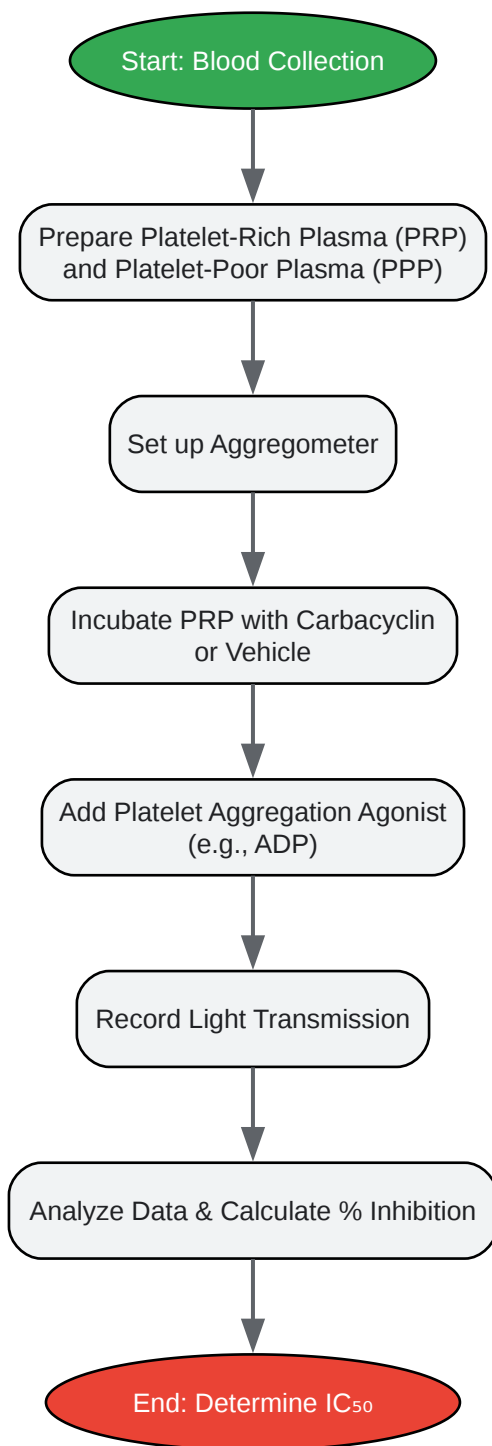 Start: Blood Collection
Prepare Platelet-Rich Plasma (PRP)
and Platelet-Poor Plasma (PPP)
Set up Aggregometer
Incubate PRP with Carbacyclin
or Vehicle
Add Platelet Aggregation Agonist
(e.g., ADP)
Record Light Transmission
Analyze Data & Calculate % Inhibition
End: Determine IC₅₀